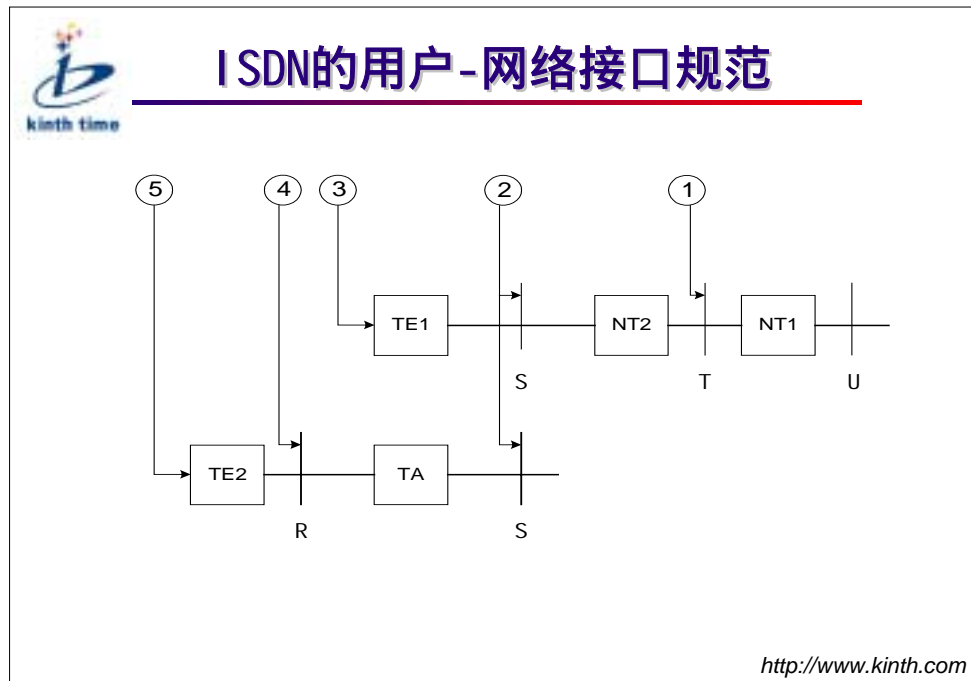 ISDN的用户-网络接口规范
kinth time
5 4 3 2 1
TE1 NT2 NT1
S T U
TE2 TA
R S
http://www.kinth.com